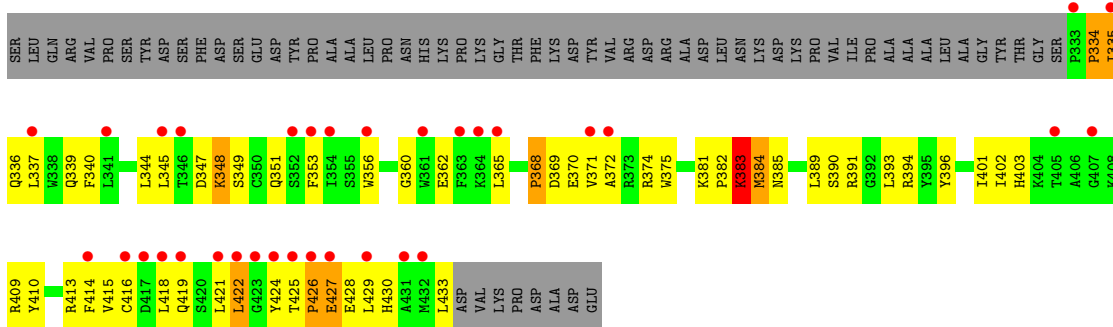 SER LEU GLN ARG VAL PRO SER TYR ASP SER PHE ASP SER GLU ASP TYR PRO ALA ALA LEU PRO ASN HIS LYS PRO LYS GLY THR PHE LYS ASP TYR VAL ARG ASP ARG ALA ASP LEU ASN LYS ASP LYS PRO VAL ILE PRO ALA ALA ALA LEU ALA GLY TYR THR GLY SER P333 P334 I335
Q336 L337 W338 Q339 F340 L341 L344 L345 T346 D347 K348 S349 C350 Q351 S352 F353 I354 S355 W356 G360 W361 E362 F363 K364 L365 P368 D369 E370 V371 A372 R373 R374 W375 K381 P382 K383 M384 N385 L389 S390 R391 G392 L393 R394 Y395 Y396 I401 I402 H403 K404 T405 A406 G407 K408
R409 Y410 R413 F414 V415 C416 D417 L418 Q419 S420 L421 L422 G423 Y424 T425 P426 E427 E428 L429 H430 A431 M432 L433 ASP VAL LYS PRO ASP ALA ASP GLU